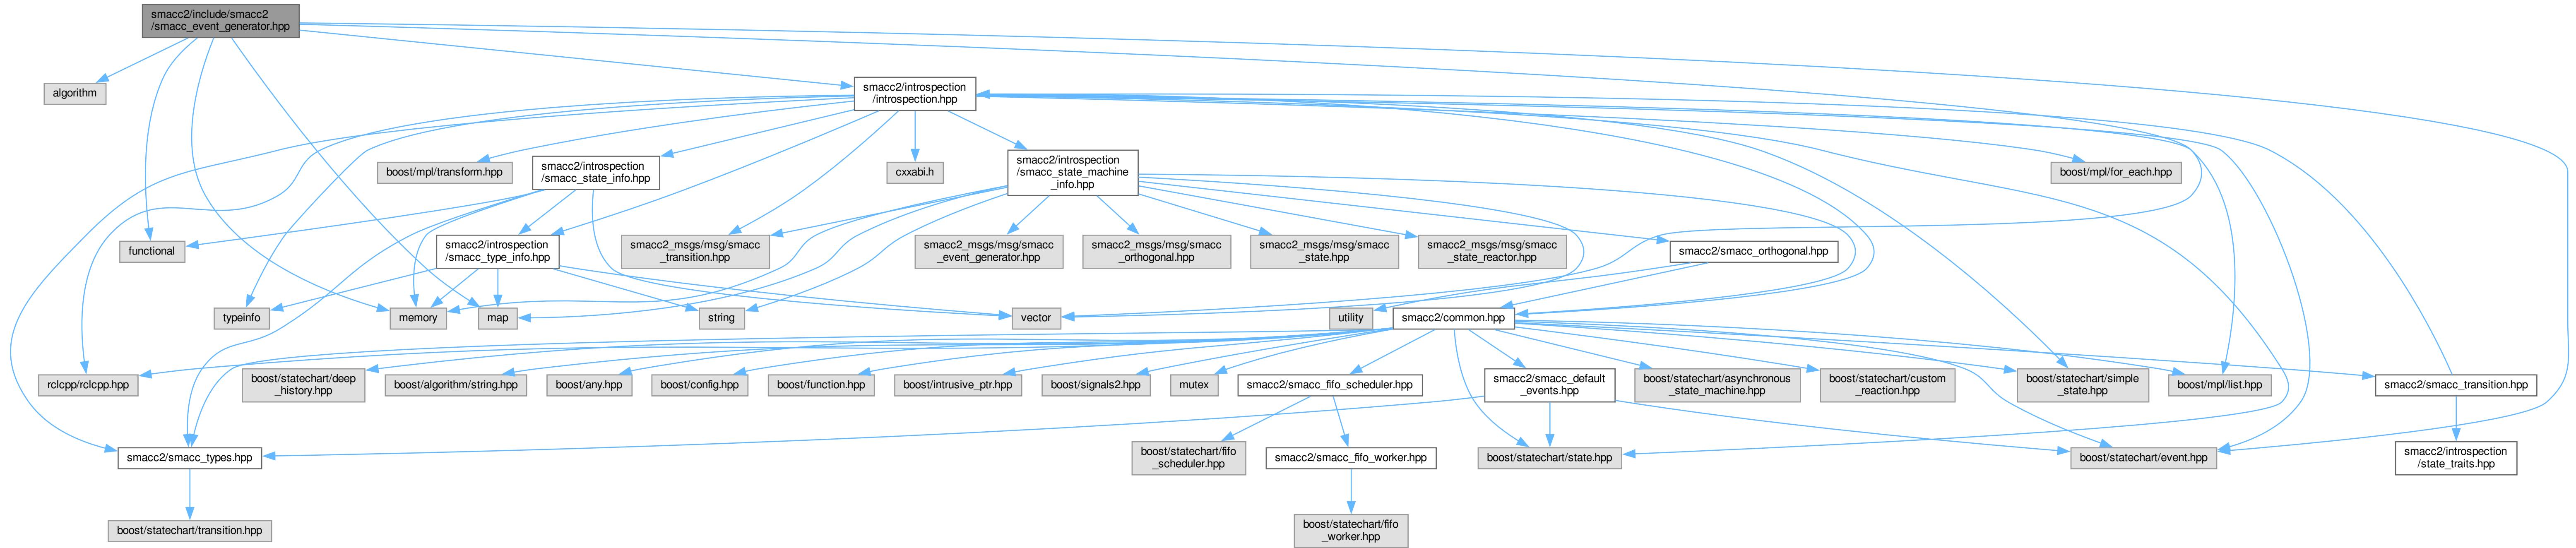 smacc2/include/smacc2
/smacc_event_generator.hpp
algorithm
smacc2/introspection
/introspection.hpp
boost/mpl/transform.hpp
smacc2/introspection
/smacc_state_info.hpp
cxxabi.h
smacc2/introspection
/smacc_state_machine
_info.hpp
boost/mpl/for_each.hpp
functional
smacc2/introspection
/smacc_type_info.hpp
smacc2_msgs/msg/smacc
_transition.hpp
smacc2_msgs/msg/smacc
_event_generator.hpp
smacc2_msgs/msg/smacc
_orthogonal.hpp
smacc2_msgs/msg/smacc
_state.hpp
smacc2_msgs/msg/smacc
_state_reactor.hpp
smacc2/smacc_orthogonal.hpp
typeinfo
memory
map
string
vector
utility
smacc2/common.hpp
rclcpp/rclcpp.hpp
boost/statechart/deep
_history.hpp
boost/algorithm/string.hpp
boost/any.hpp
boost/config.hpp
boost/function.hpp
boost/intrusive_ptr.hpp
boost/signals2.hpp
mutex
smacc2/smacc_fifo_scheduler.hpp
smacc2/smacc_default
_events.hpp
boost/statechart/asynchronous
_state_machine.hpp
boost/statechart/custom
_reaction.hpp
boost/statechart/simple
_state.hpp
boost/mpl/list.hpp
smacc2/smacc_transition.hpp
smacc2/smacc_types.hpp
boost/statechart/fifo
_scheduler.hpp
smacc2/smacc_fifo_worker.hpp
boost/statechart/state.hpp
boost/statechart/event.hpp
smacc2/introspection
/state_traits.hpp
boost/statechart/transition.hpp
boost/statechart/fifo
_worker.hpp